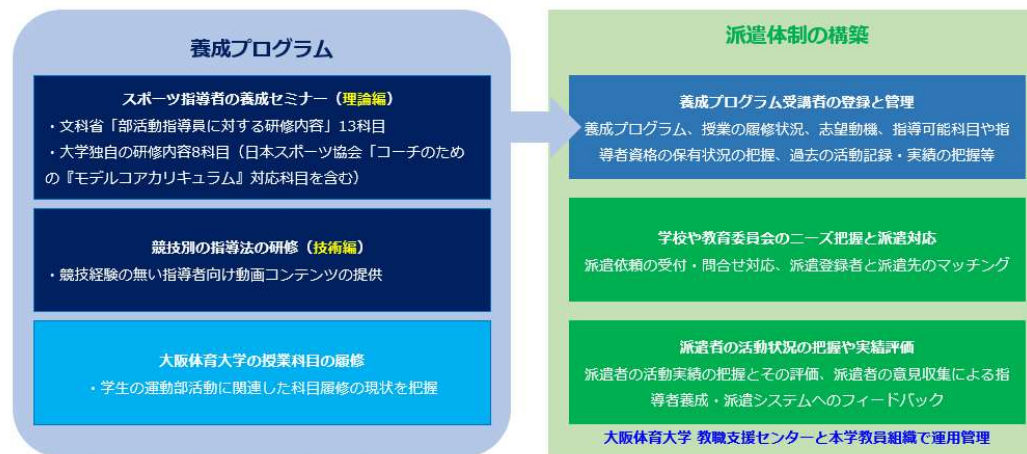 養成プログラム
スポーツ指導者の養成セミナー（理論編）
・文科省「部活動指導員に対する研修内容」13科目
・大学独自の研修内容8科目（日本スポーツ協会「コーチのため
の『モデルコアカリキュラム』対応科目を含む）
競技別の指導法の研修（技術編）
・競技経験の無い指導者向け動画コンテンツの提供
大阪体育大学の授業科目の履修
・学生の運動部活動に関連した科目履修の現状を把握
派遣体制の構築
養成プログラム受講者の登録と管理
養成プログラム、授業の履修状況、志望動機、指導可能科目や指
導者資格の保有状況の把握、過去の活動記録・実績の把握等
学校や教育委員会のニーズ把握と派遣対応
派遣依頼の受付・問合せ対応、派遣登録者と派遣先のマッチング
派遣者の活動状況の把握や実績評価
派遣者の活動実績の把握とその評価、派遣者の意見収集による指
導者養成・派遣システムへのフィードバック
大阪体育大学 教職支援センターと本学教員組織で運用管理